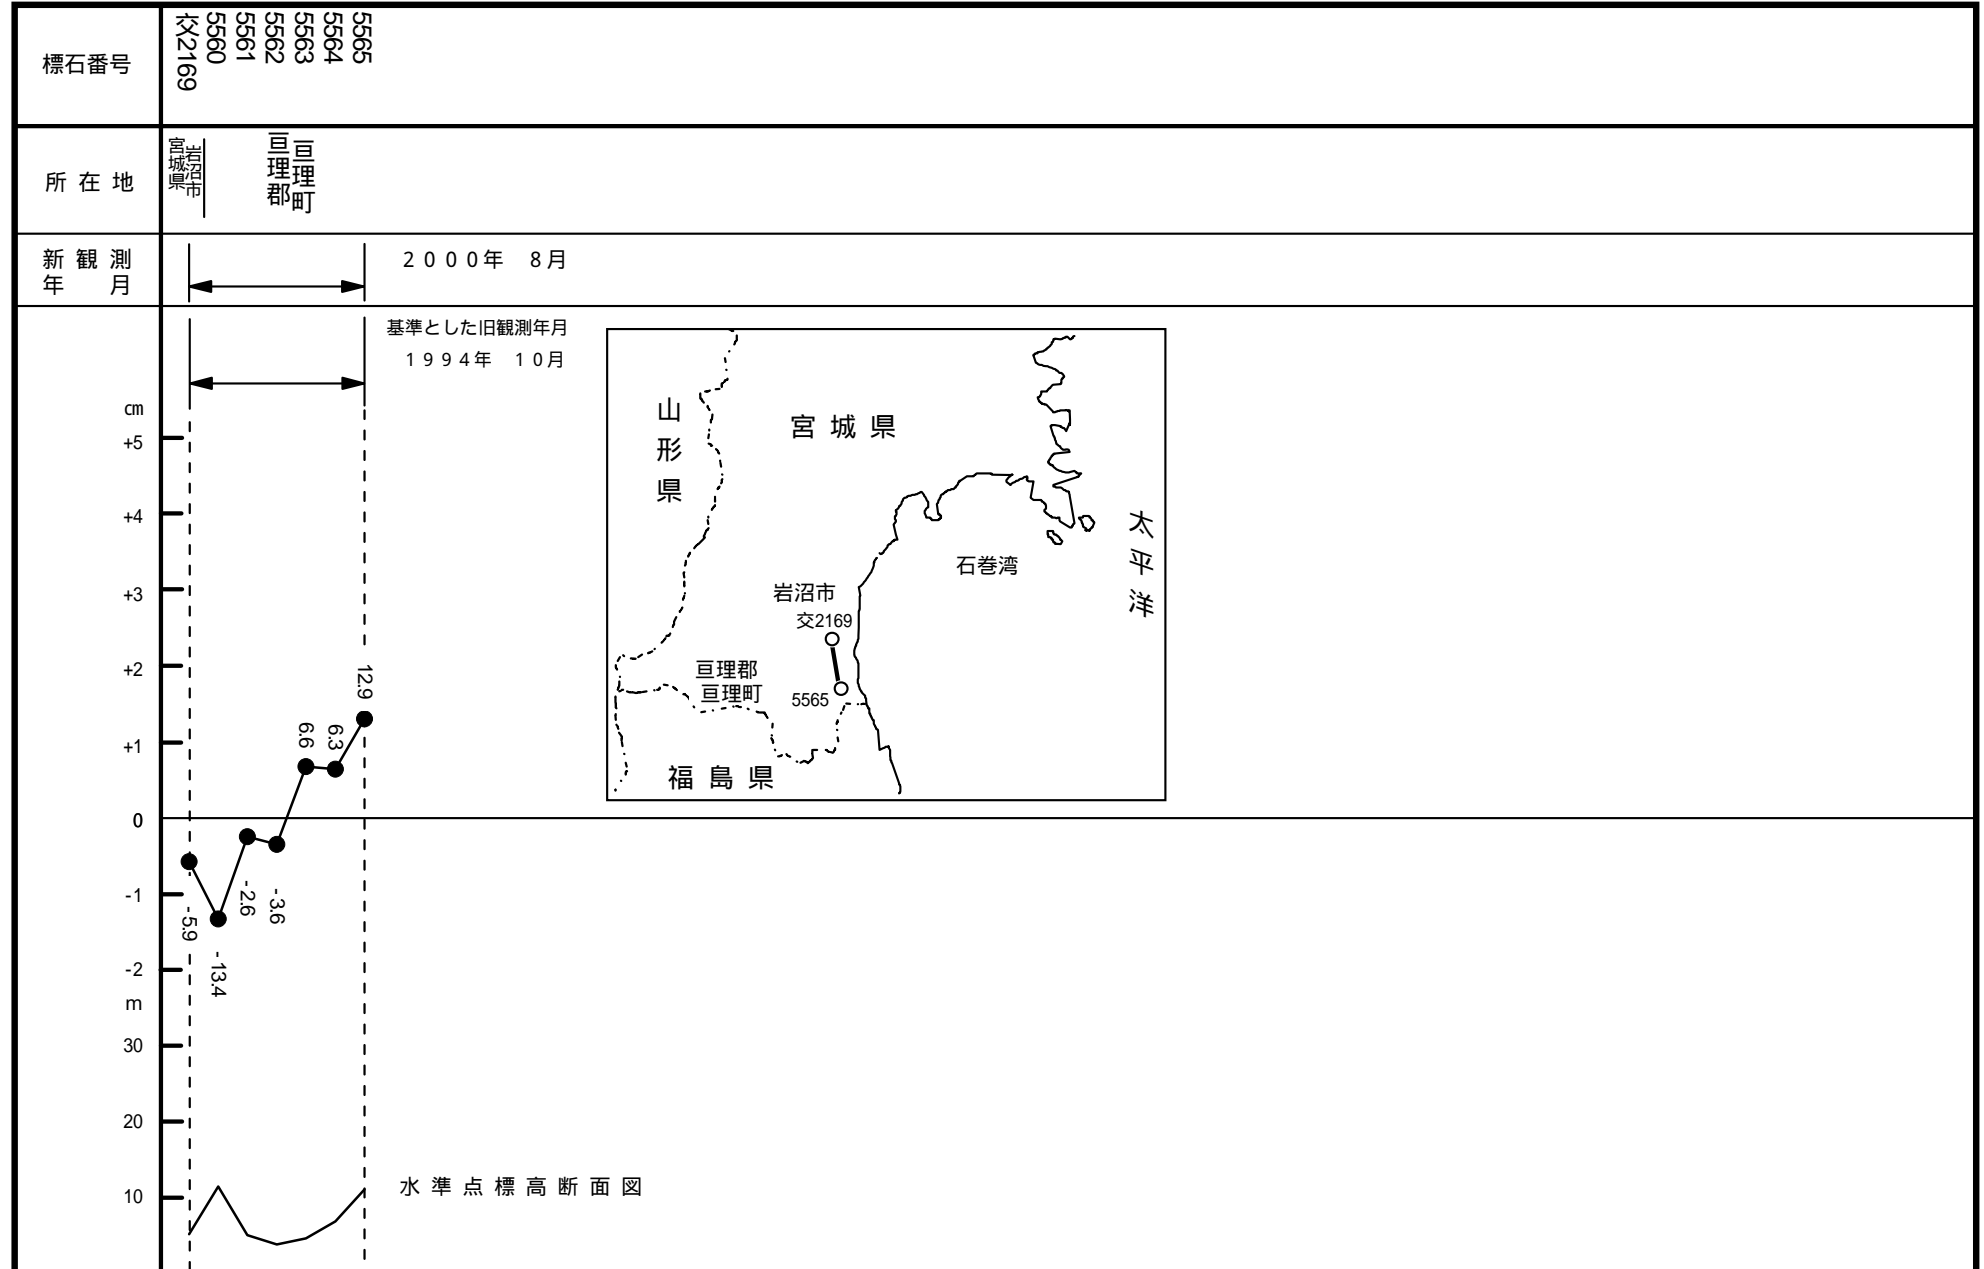 標石番号
交2169
5560
5561
5562
5563
5564
5565
所 在 地
宮城県
岩沼市
亘理郡
亘理町
新 観 測
年 月
2000年 8月
基準とした旧観測年月
1994年 10月
cm
+5
+4
+3
+2
+1
0
-1
-2
m
30
20
10
-5.9
-13.4
-2.6
-3.6
6.6
6.3
12.9
水 準 点 標 高 断 面 図
山形県
宮 城 県
太平洋
石巻湾
岩沼市
交2169
亘理郡
亘理町
5565
福 島 県